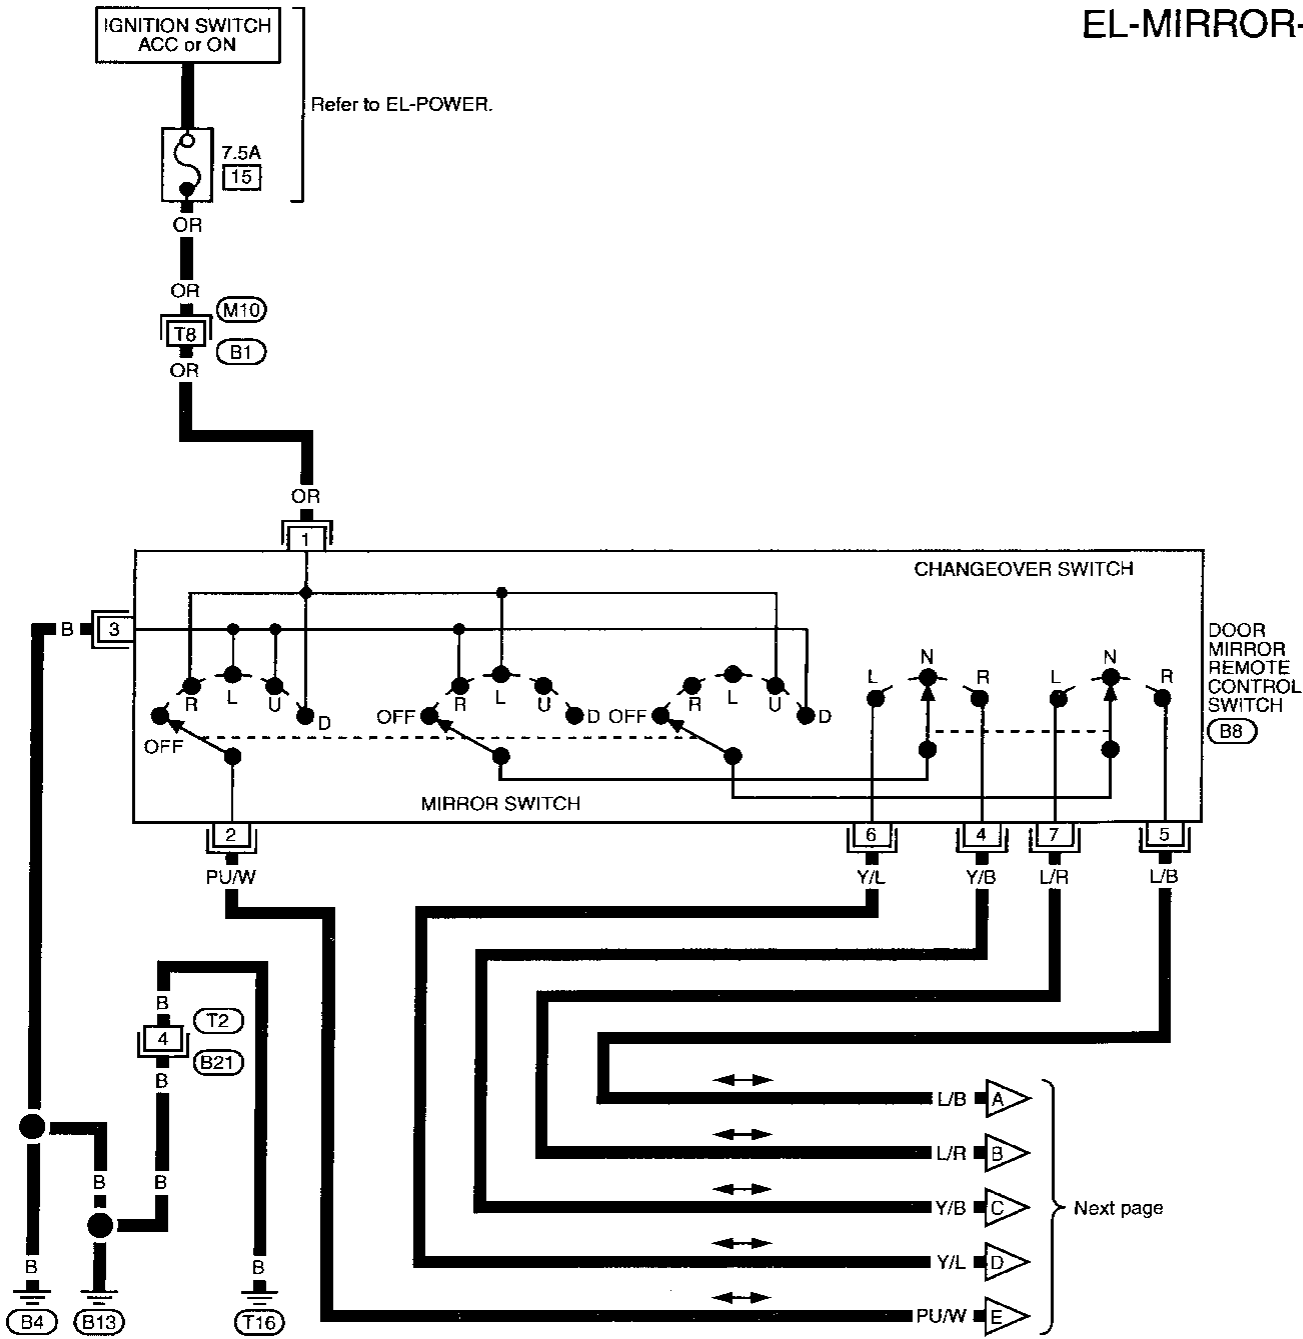 EL-MIRROR-
IGNITION SWITCH
ACC or ON
Refer to EL-POWER.
7.5A
15
OR
OR
M10
T8
B1
OR
OR
1
CHANGEOVER SWITCH
B
3
DOOR
MIRROR
REMOTE
CONTROL
SWITCH
B8
R
L
U
D
OFF
OFF
R
L
U
D
OFF
R
L
U
D
L
N
R
L
N
R
MIRROR SWITCH
2
6
4
7
5
PU/W
Y/L
Y/B
L/R
L/B
B
T2
4
B21
B
L/B
A
L/R
B
B
B
Y/B
C
Next page
Y/L
D
B
B
PU/W
E
B4
B13
T16